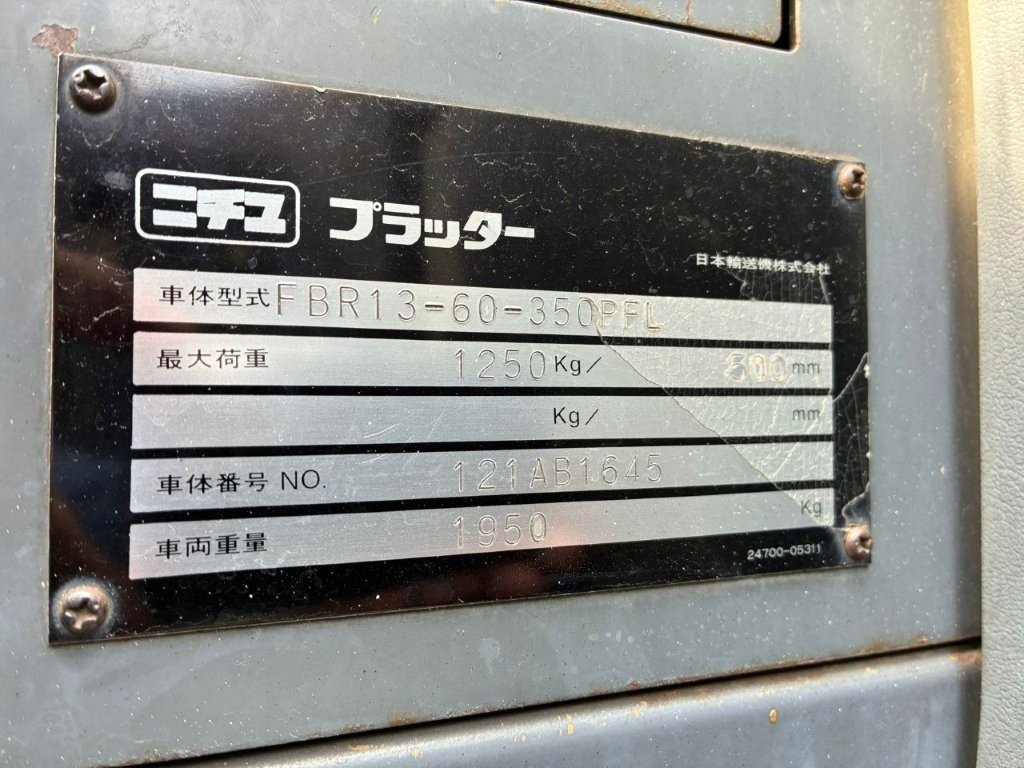 ニチユ プラッター
日本輸送機株式会社
車体型式 FBR13-60-350PFL
最大荷重 1250 Kg/ 500 mm
Kg/ mm
車体番号 NO. 121AB1645
車両重量 1950 Kg
24700-05311